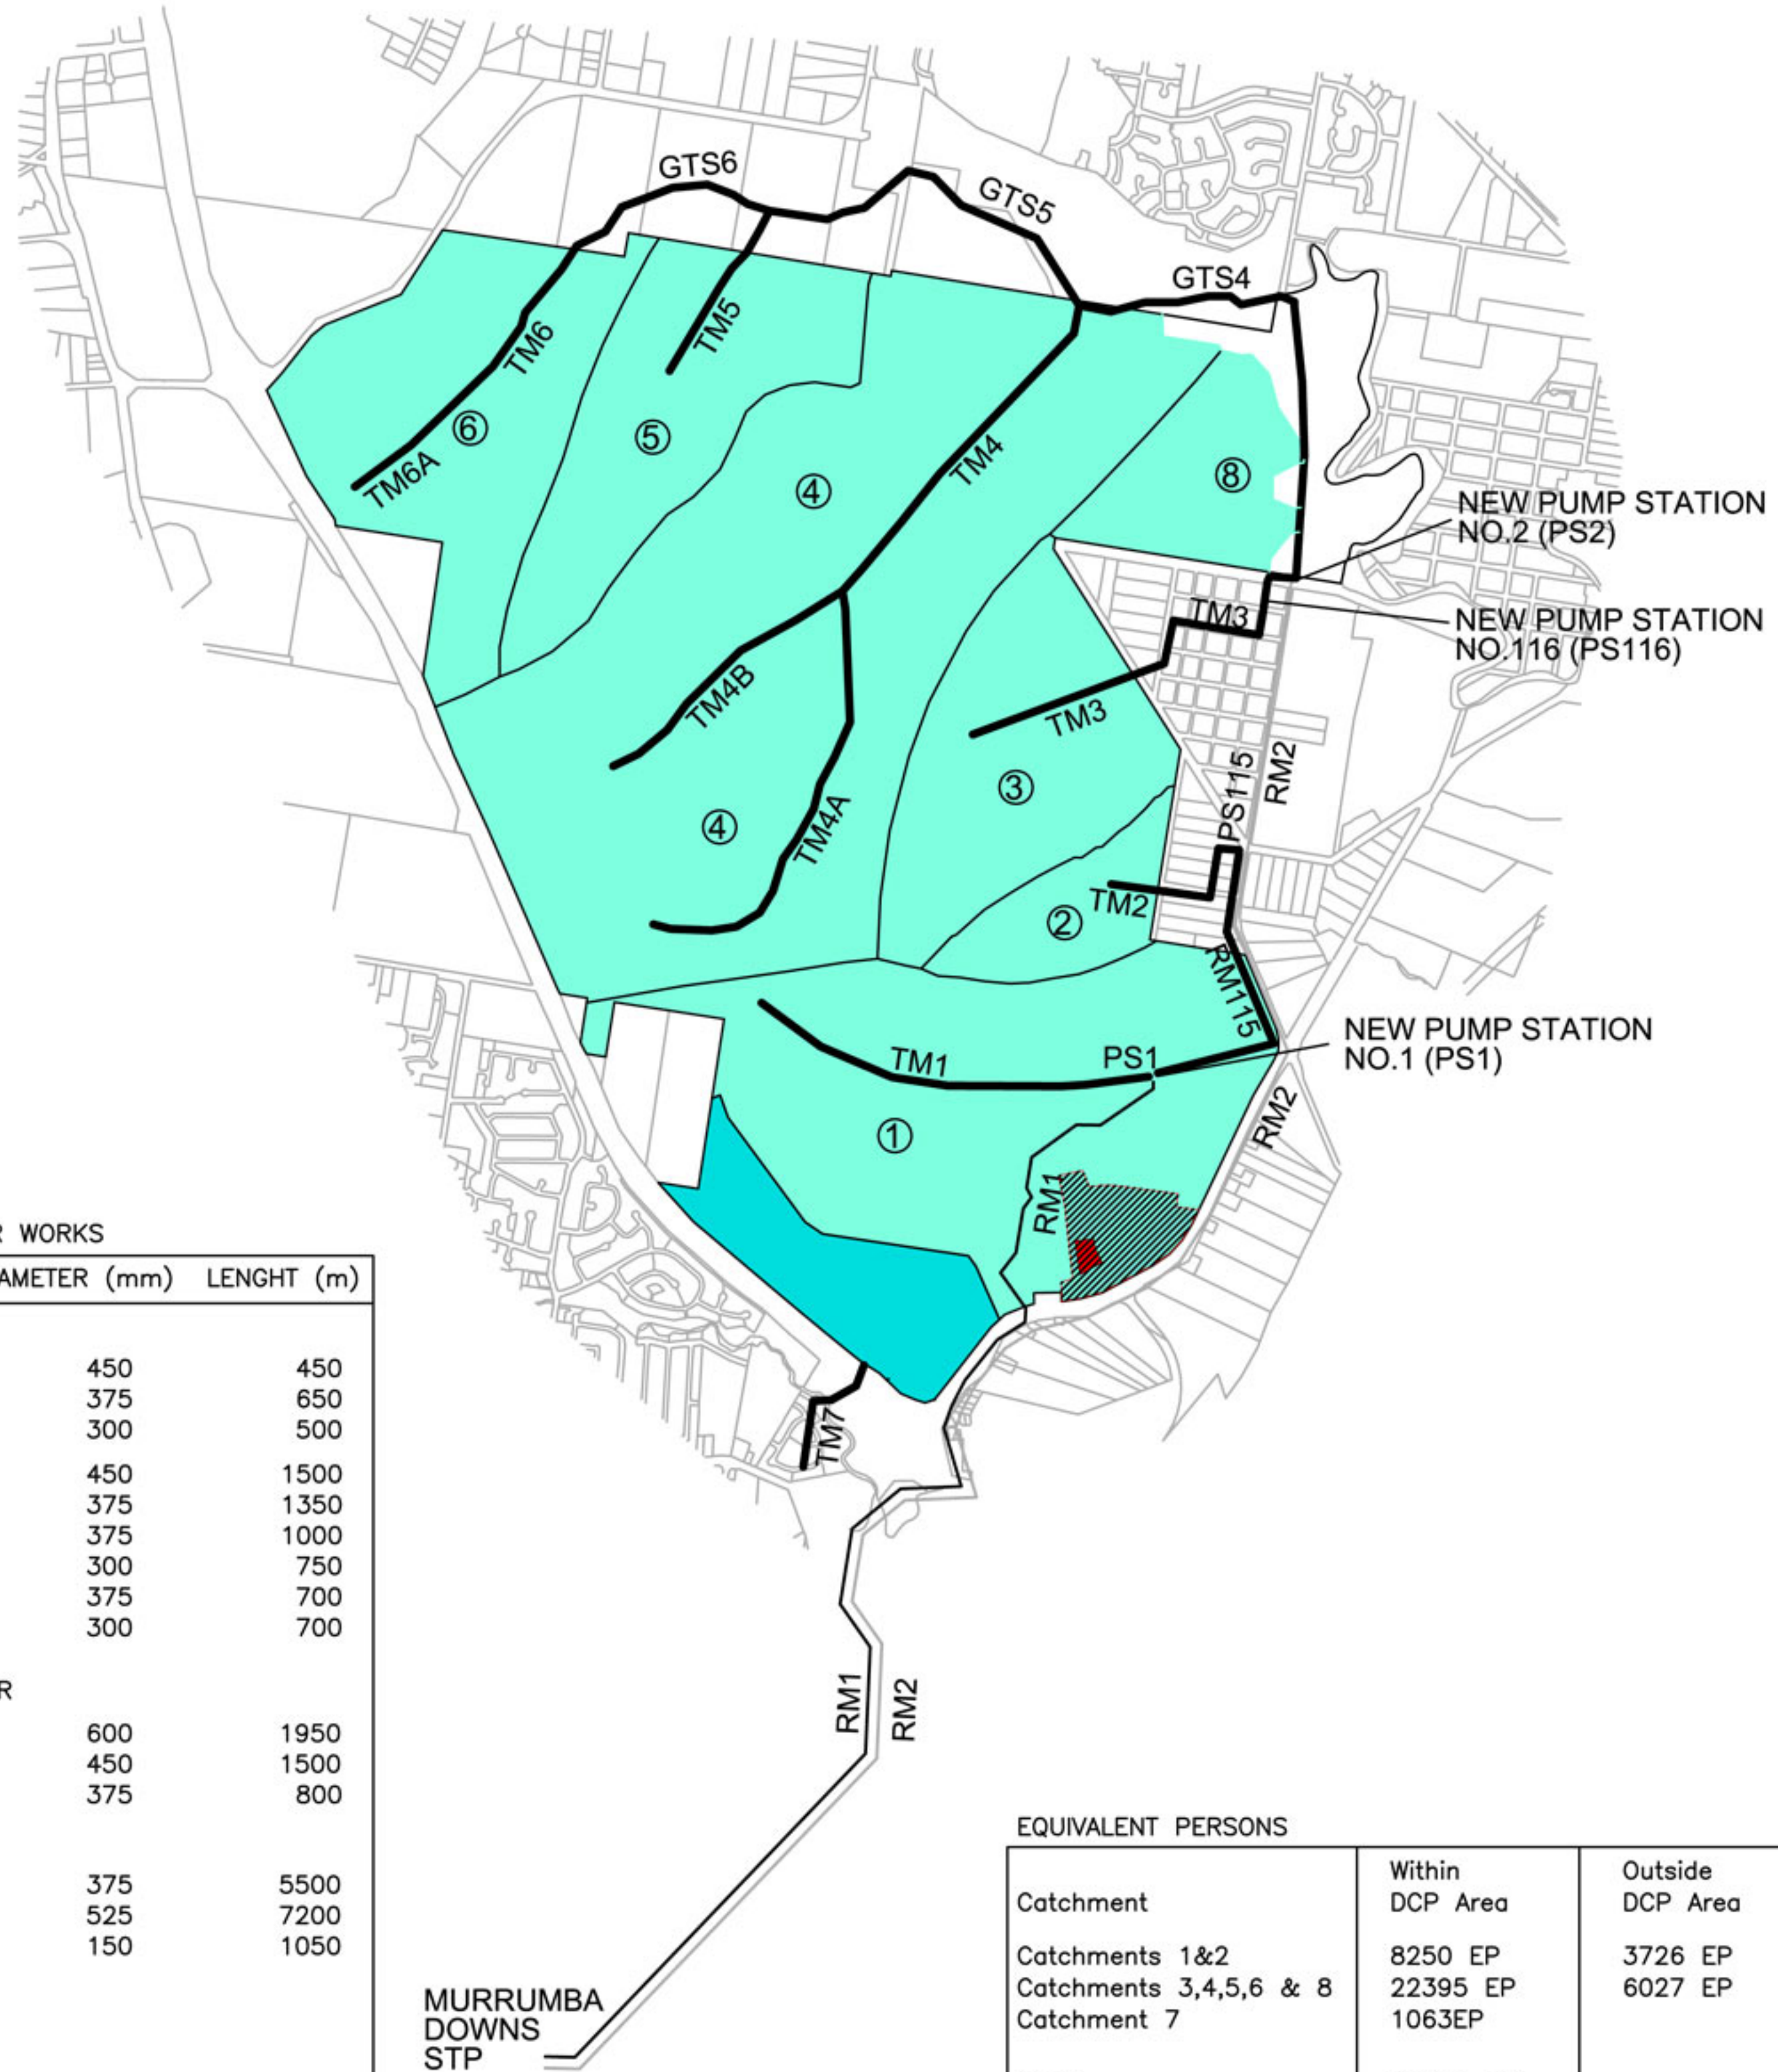 GTS6
GTS5
GTS4
TM5
TM6
TM4
⑥
⑤
TM6A
④
⑧
NEW PUMP STATION
NO.2 (PS2)
TM3
NEW PUMP STATION
NO.116 (PS116)
TM4B
TM3
③
PS115
RM2
④
TM4A
TM2
②
RM115
NEW PUMP STATION
NO.1 (PS1)
TM1
PS1
①
RM2
RM1
TM7
RM1
RM2
MURRUMBA
DOWNS
STP
R WORKS
AMETER (mm) LENGHT (m)
450 450
375 650
300 500
450 1500
375 1350
375 1000
300 750
375 700
300 700
R
600 1950
450 1500
375 800
375 5500
525 7200
150 1050
EQUIVALENT PERSONS
Catchment Within DCP Area Outside DCP Area
Catchments 1&2 8250 EP 3726 EP
Catchments 3,4,5,6 & 8 22395 EP 6027 EP
Catchment 7 1063EP